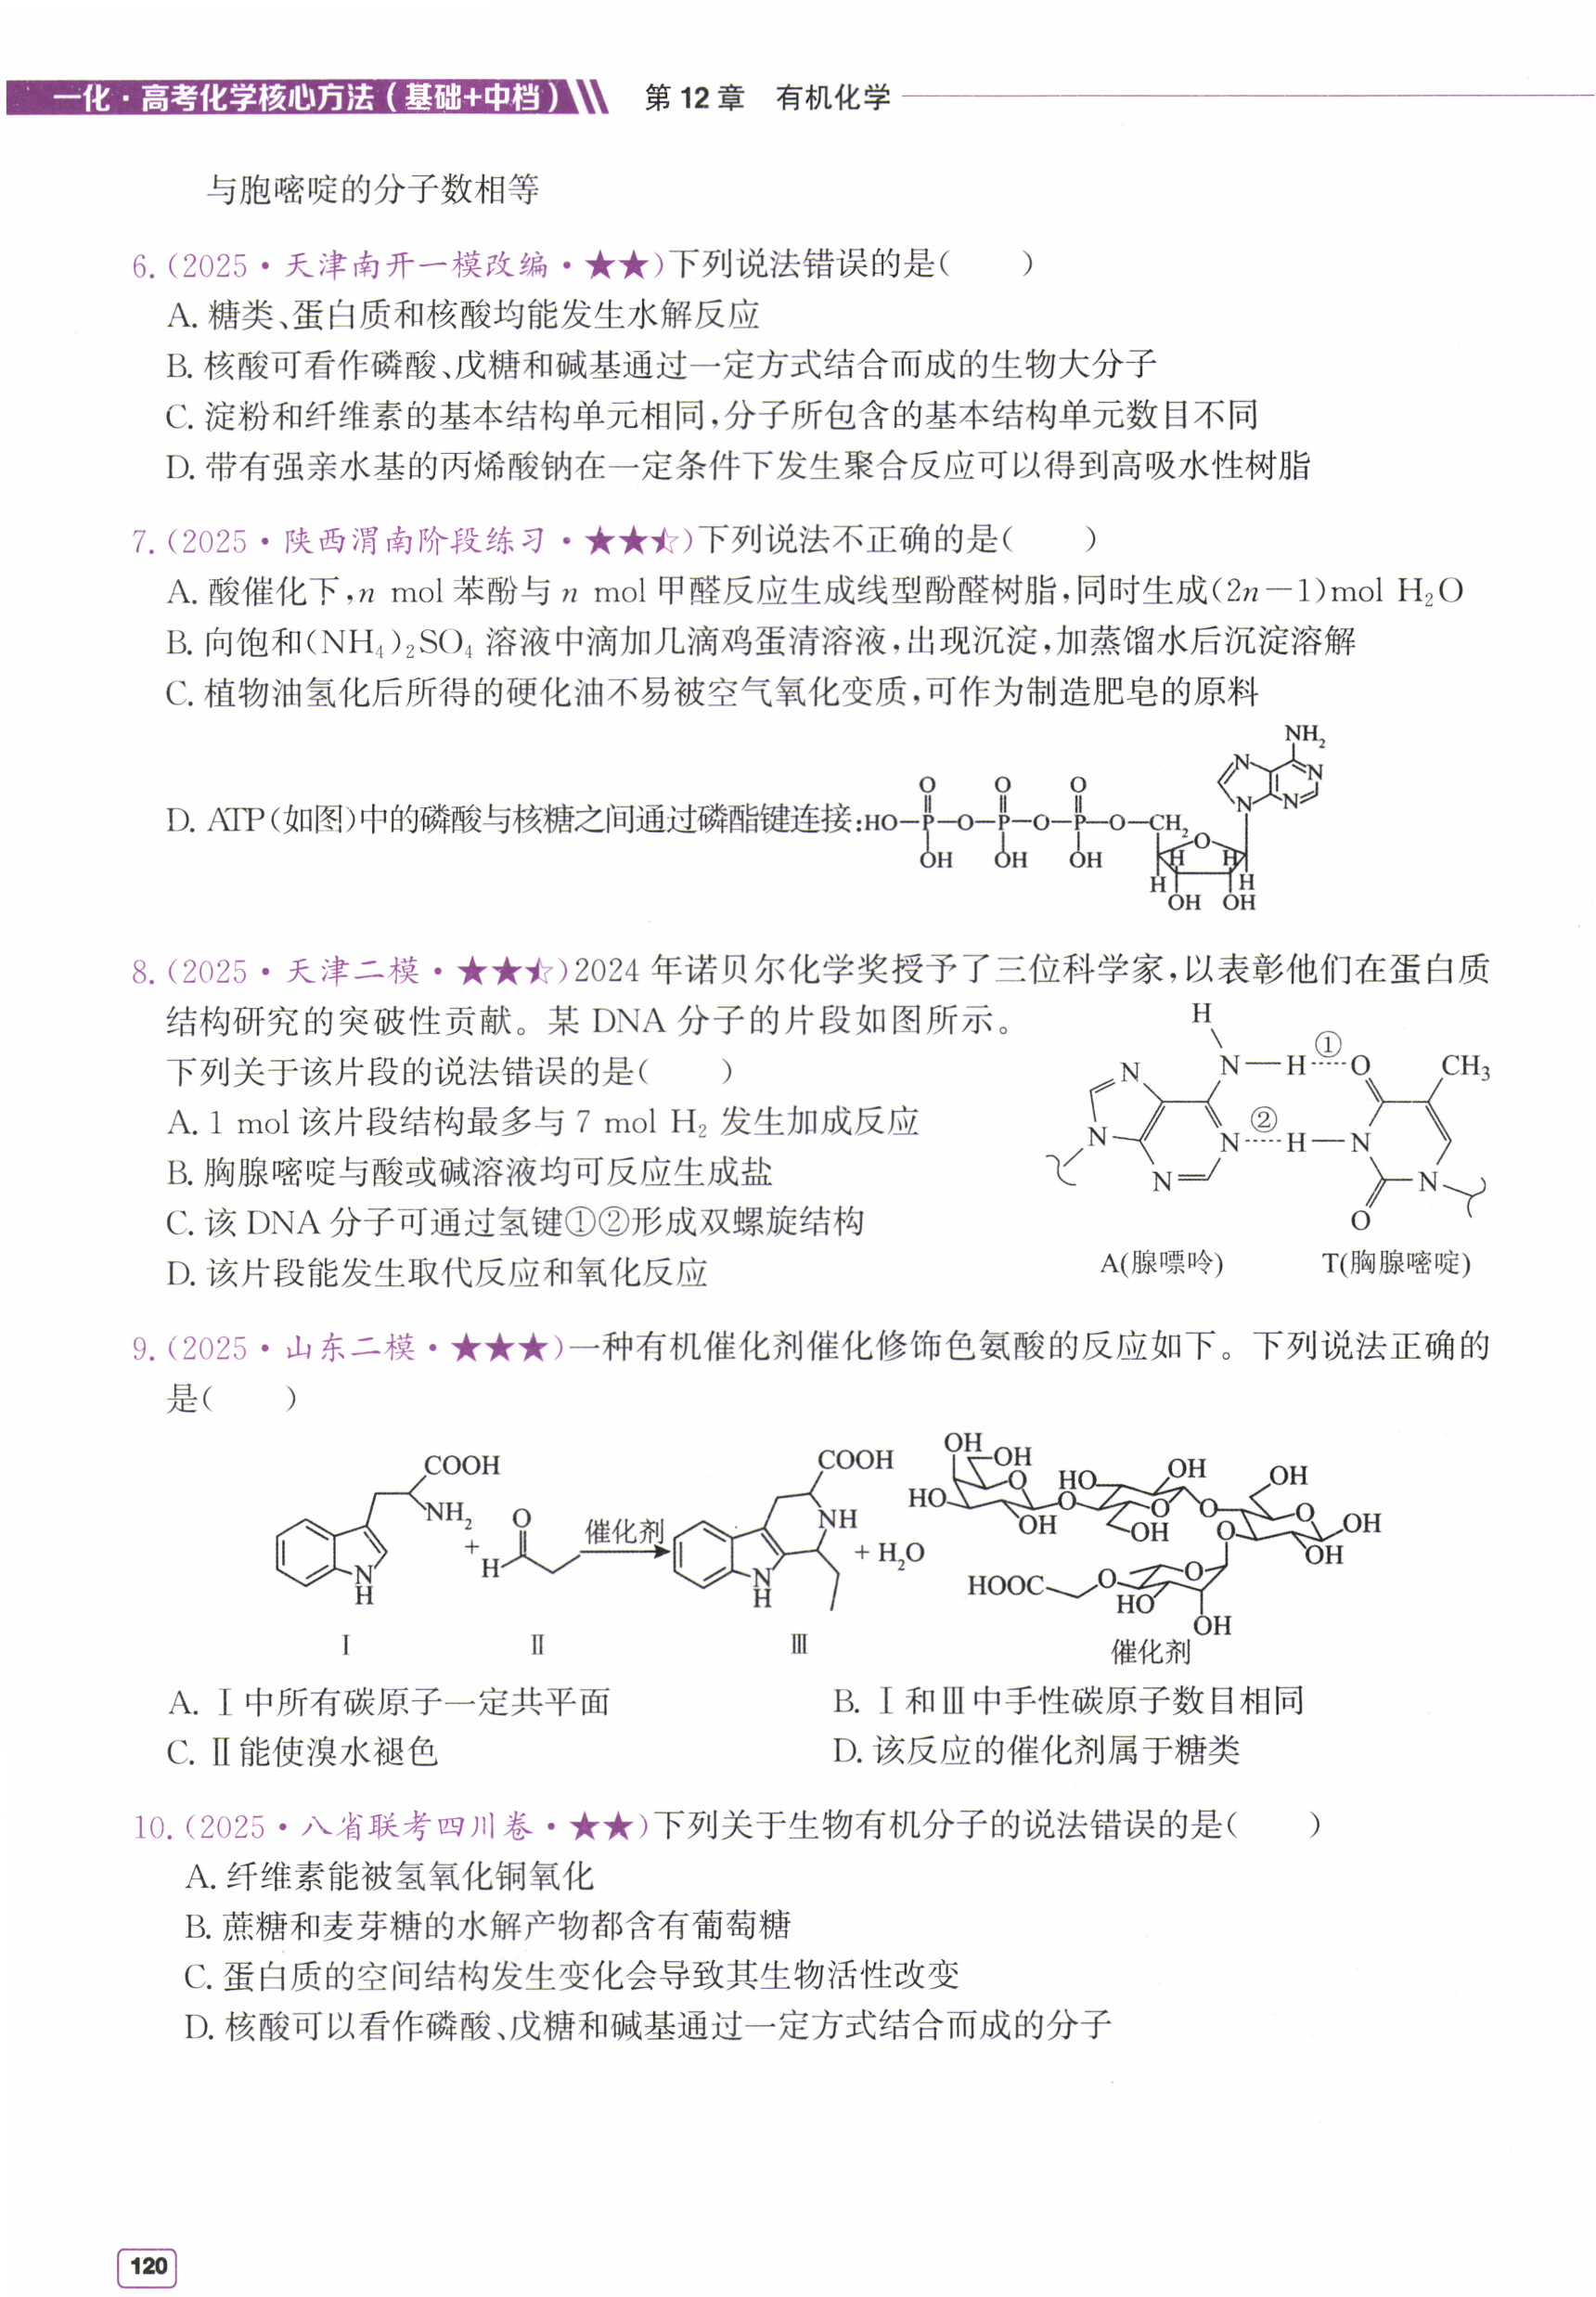 一化·高考化学核心方法(基础+中档) 第12章 有机化学
与胞嘧啶的分子数相等
6.(2025·天津南开一模改编·★★)下列说法错误的是(  )
A. 糖类、蛋白质和核酸均能发生水解反应
B. 核酸可看作磷酸、戊糖和碱基通过一定方式结合而成的生物大分子
C. 淀粉和纤维素的基本结构单元相同,分子所包含的基本结构单元数目不同
D. 带有强亲水基的丙烯酸钠在一定条件下发生聚合反应可以得到高吸水性树脂
7.(2025·陕西渭南阶段练习·★★⯪)下列说法不正确的是(  )
A. 酸催化下,n mol 苯酚与 n mol 甲醛反应生成线型酚醛树脂,同时生成(2n-1)mol H₂O
B. 向饱和(NH₄)₂SO₄ 溶液中滴加几滴鸡蛋清溶液,出现沉淀,加蒸馏水后沉淀溶解
C. 植物油氢化后所得的硬化油不易被空气氧化变质,可作为制造肥皂的原料
NH₂
N N
N N
O O O
D. ATP(如图)中的磷酸与核糖之间通过磷酯键连接:HO—P—O—P—O—P—O—CH₂
O
OH OH OH H H
H H
OH OH
8.(2025·天津二模·★★⯪)2024 年诺贝尔化学奖授予了三位科学家,以表彰他们在蛋白质
结构研究的突破性贡献。某 DNA 分子的片段如图所示。
下列关于该片段的说法错误的是(  )
A. 1 mol 该片段结构最多与 7 mol H₂ 发生加成反应
B. 胸腺嘧啶与酸或碱溶液均可反应生成盐
C. 该 DNA 分子可通过氢键①②形成双螺旋结构
D. 该片段能发生取代反应和氧化反应
H
①
N N—H O CH₃
②
N N H—N
N N
O
A(腺嘌呤) T(胸腺嘧啶)
9.(2025·山东二模·★★★)一种有机催化剂催化修饰色氨酸的反应如下。下列说法正确的
是(  )
COOH COOH OH OH HO OH OH
NH₂ O 催化剂 NH HO O O O O O OH
+ H + H₂O OH OH O OH
N H N H HOOC O O
HO
OH
Ⅰ Ⅱ Ⅲ 催化剂
A. Ⅰ中所有碳原子一定共平面 B. Ⅰ和Ⅲ中手性碳原子数目相同
C. Ⅱ能使溴水褪色 D. 该反应的催化剂属于糖类
10.(2025·八省联考四川卷·★★)下列关于生物有机分子的说法错误的是(  )
A. 纤维素能被氢氧化铜氧化
B. 蔗糖和麦芽糖的水解产物都含有葡萄糖
C. 蛋白质的空间结构发生变化会导致其生物活性改变
D. 核酸可以看作磷酸、戊糖和碱基通过一定方式结合而成的分子
120